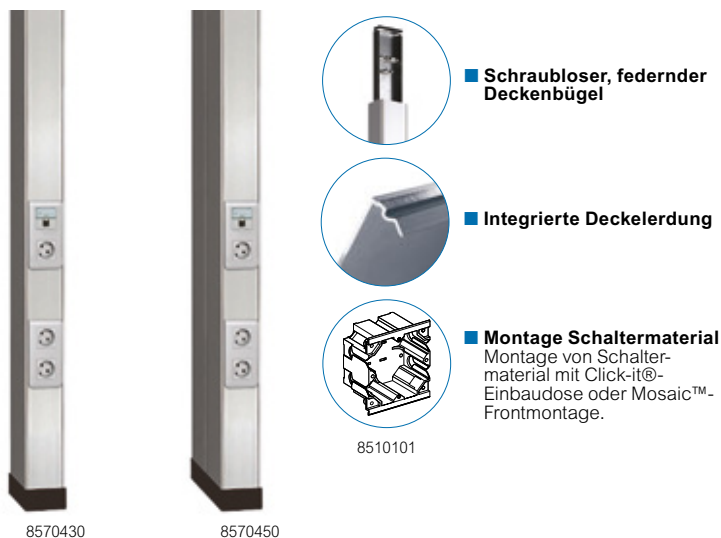 Schraubloser, federnder
Deckenbügel
Integrierte Deckelerdung
Montage Schaltermaterial
Montage von Schalter-
material mit Click-it®-
Einbaudose oder Mosaic™-
Frontmontage.
8510101
8570430
8570450